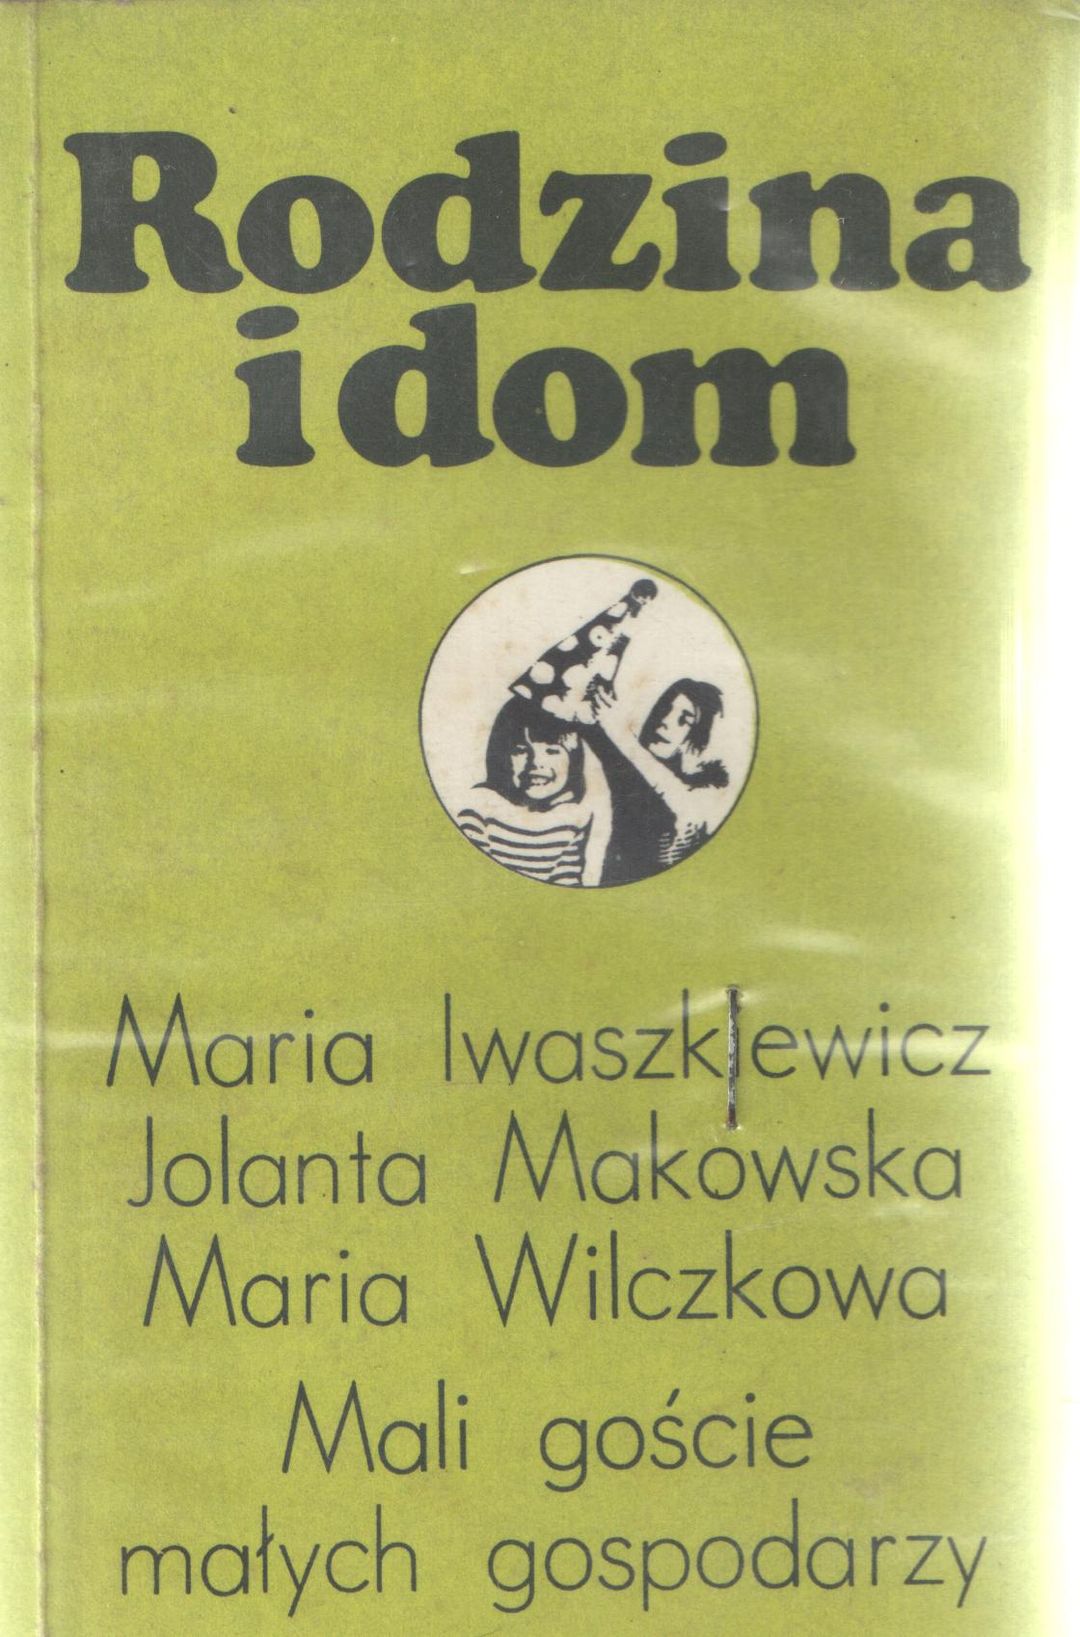 Rodzina
i dom
Maria Iwaszkiewicz
Jolanta Makowska
Maria Wilczkowa
Mali goście
małych gospodarzy